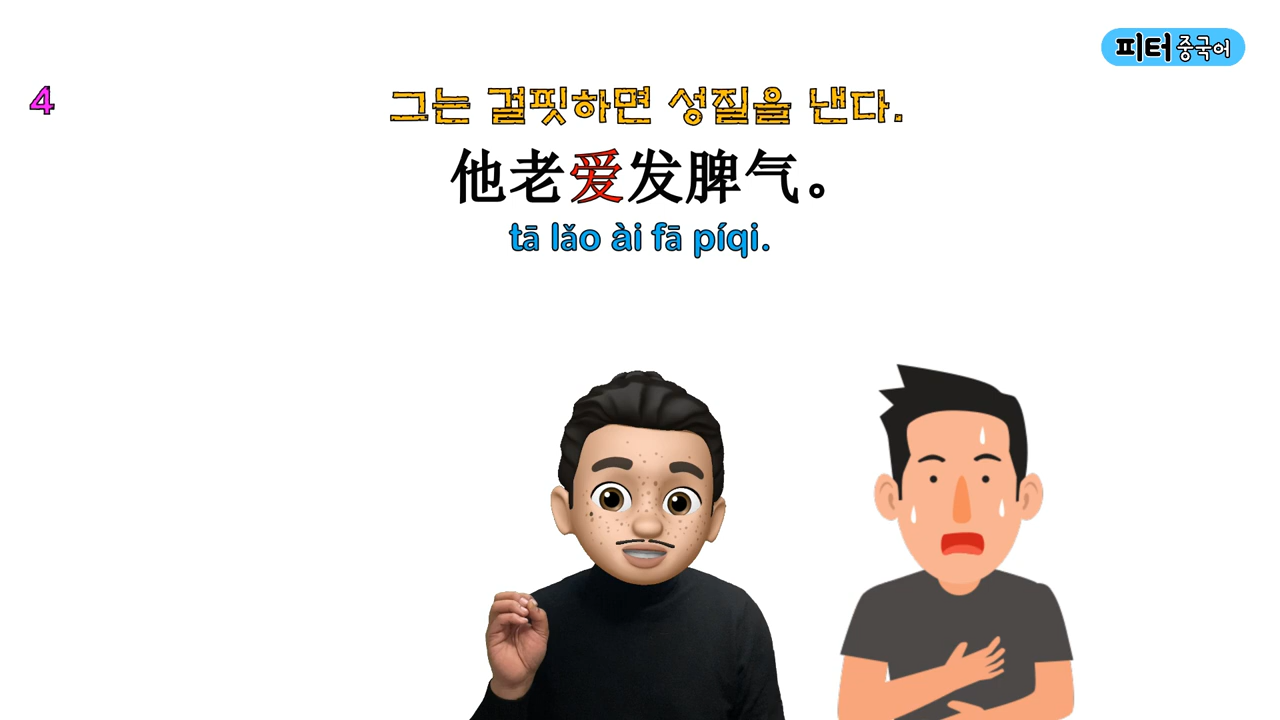 피터 중국어
4
그는 걸핏하면 성질을 낸다.
他老爱发脾气。
tā lǎo ài fā píqi.